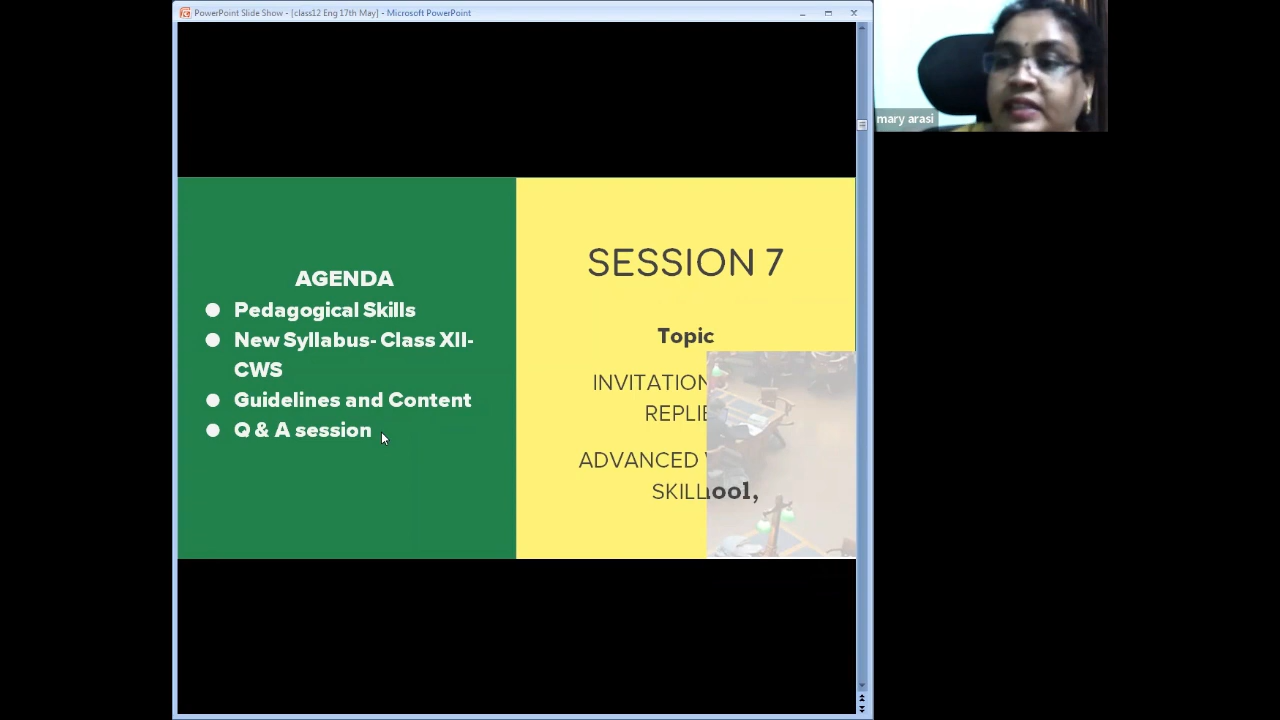 PowerPoint Slide Show - [class12 Eng 17th May] - Microsoft PowerPoint
mary arasi
AGENDA
Pedagogical Skills
New Syllabus- Class XII-
CWS
Guidelines and Content
Q & A session
SESSION 7
Topic
INVITATION
REPLIE
ADVANCED
SKILL
ool,